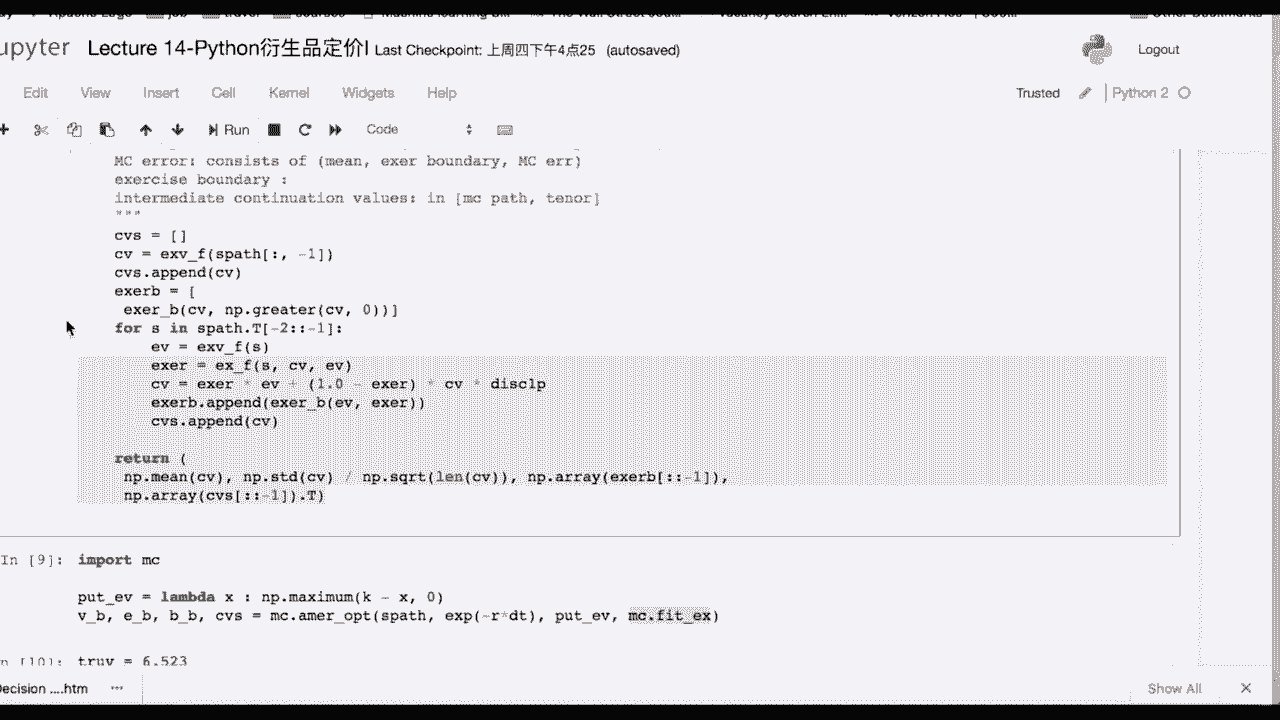 upyter Lecture 14-Python衍生品定价I Last Checkpoint: 上周四下午4点25 (autosaved) Logout
Edit View Insert Cell Kernel Widgets Help Trusted Python 2
Run Code
MC error: consists of (mean, exer boundary, MC err)
exercise boundary :
intermediate continuation values: in [mc path, tenor]
"""
cvs = []
cv = exv_f(spath[:, -1])
cvs.append(cv)
exerb = [
exer_b(cv, np.greater(cv, 0))]
for s in spath.T[-2::-1]:
ev = exv_f(s)
exer = ex_f(s, cv, ev)
cv = exer * ev + (1.0 - exer) * cv * disc1p
exerb.append(exer_b(ev, exer))
cvs.append(cv)
return (
np.mean(cv), np.std(cv) / np.sqrt(len(cv)), np.array(exerb[::-1]),
np.array(cvs[::-1]).T)
In [9]: import mc
put_ev = lambda x : np.maximum(k - x, 0)
v_b, e_b, b_b, cvs = mc.amer_opt(spath, exp(-r*dt), put_ev, mc.fit_ex)
n [10]: truv = 6.523
Decision ....htm Show All